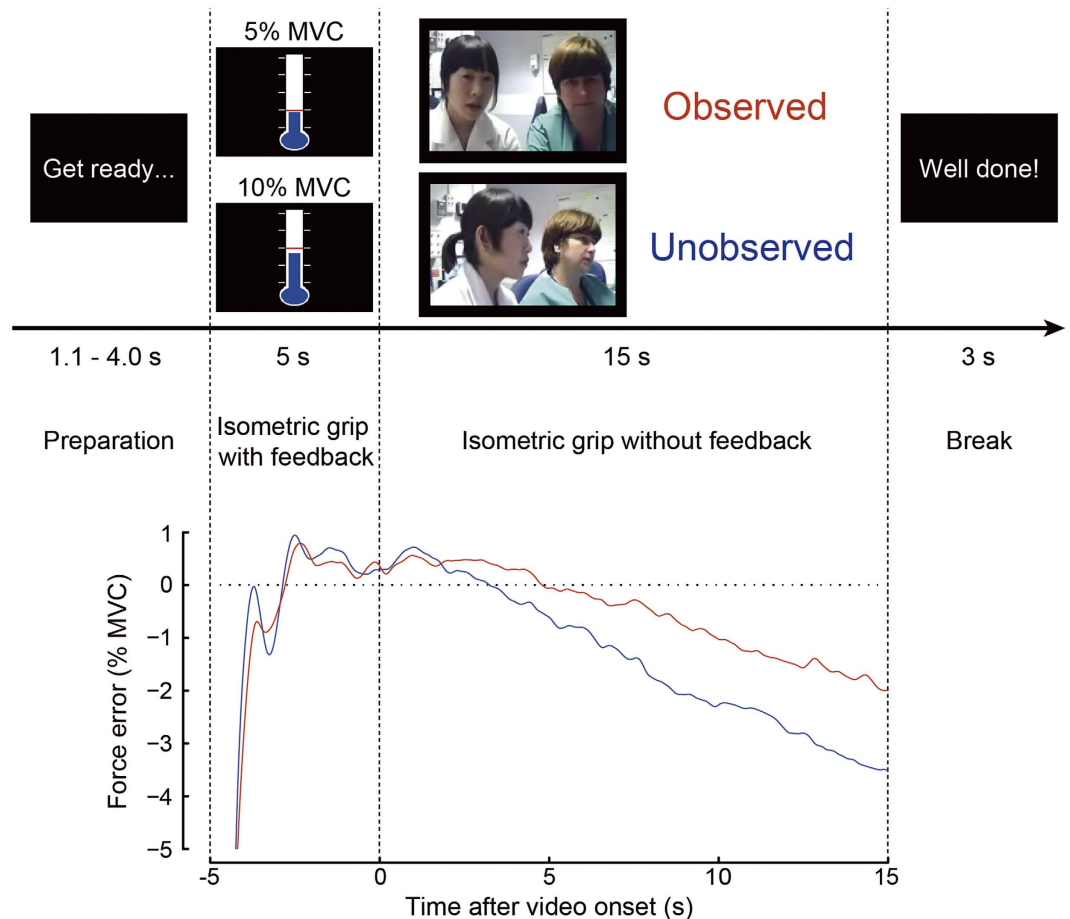 5% MVC
Observed
Get ready...
Well done!
10% MVC
Unobserved
1.1 - 4.0 s
5 s
15 s
3 s
Preparation
Isometric grip
with feedback
Isometric grip without feedback
Break
Force error (% MVC)
1
0
−1
−2
−3
−4
−5
-5
0
5
10
15
Time after video onset (s)